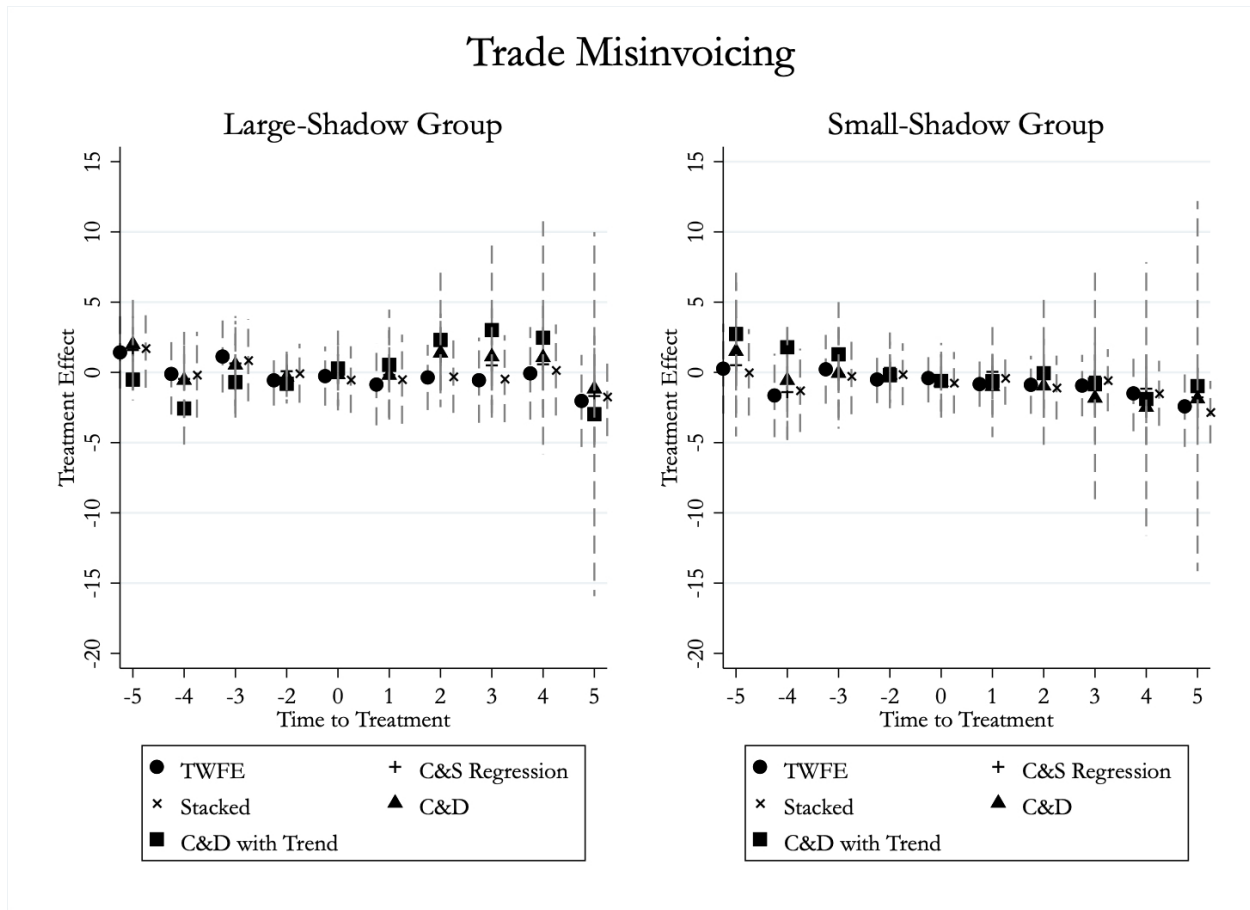 Trade Misinvoicing
Large-Shadow Group
Treatment Effect
15
10
5
0
-5
-10
-15
-20
-5 -4 -3 -2 0 1 2 3 4 5
Time to Treatment
TWFE + C&S Regression
× Stacked C&D
C&D with Trend
Small-Shadow Group
Treatment Effect
15
10
5
0
-5
-10
-15
-20
-5 -4 -3 -2 0 1 2 3 4 5
Time to Treatment
TWFE + C&S Regression
× Stacked C&D
C&D with Trend